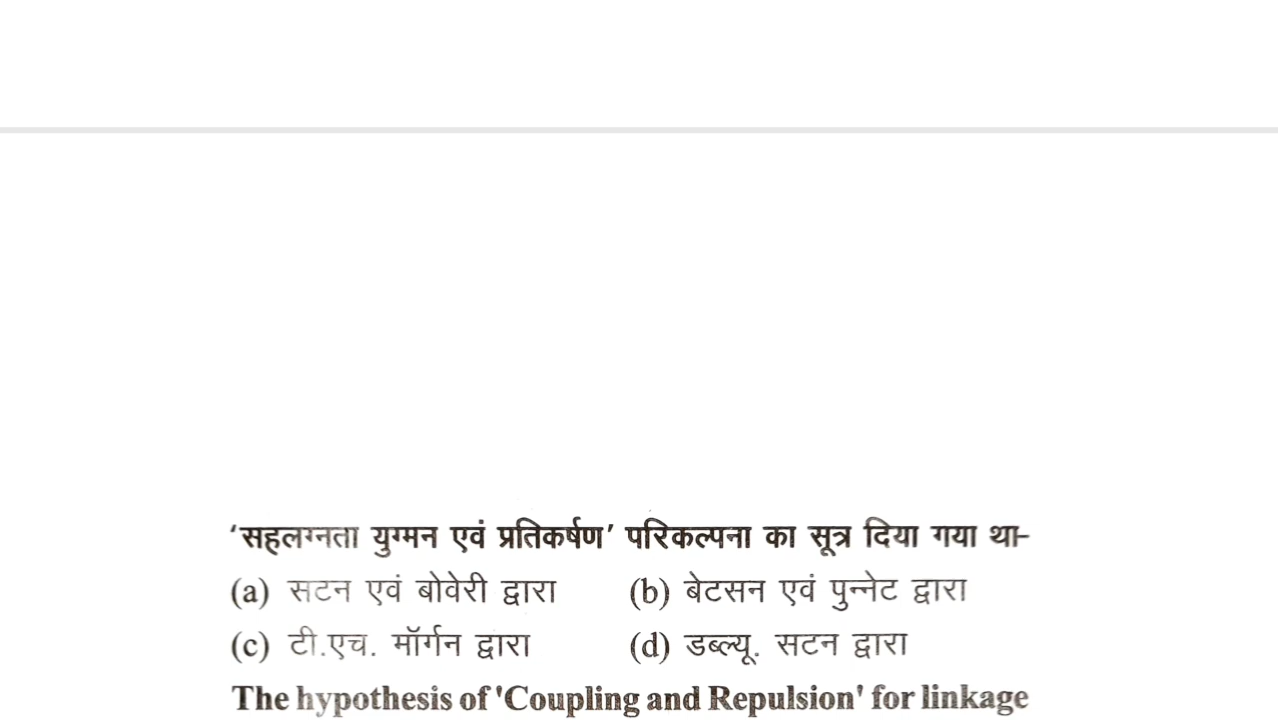 ‘सहलग्नता युग्मन एवं प्रतिकर्षण’ परिकल्पना का सूत्र दिया गया था–
(a) सटन एवं बोवेरी द्वारा (b) बेटसन एवं पुन्नेट द्वारा
(c) टी.एच. मॉर्गन द्वारा (d) डब्ल्यू. सटन द्वारा
The hypothesis of 'Coupling and Repulsion' for linkage